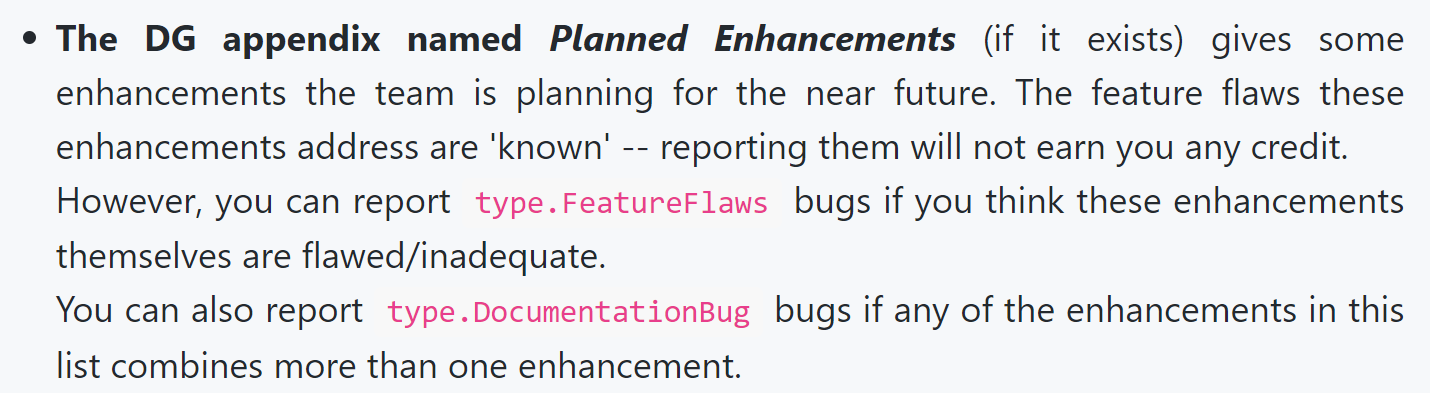 • The DG appendix named Planned Enhancements (if it exists) gives some
enhancements the team is planning for the near future. The feature flaws these
enhancements address are 'known' -- reporting them will not earn you any credit.
However, you can report type.FeatureFlaws bugs if you think these enhancements
themselves are flawed/inadequate.
You can also report type.DocumentationBug bugs if any of the enhancements in this
list combines more than one enhancement.